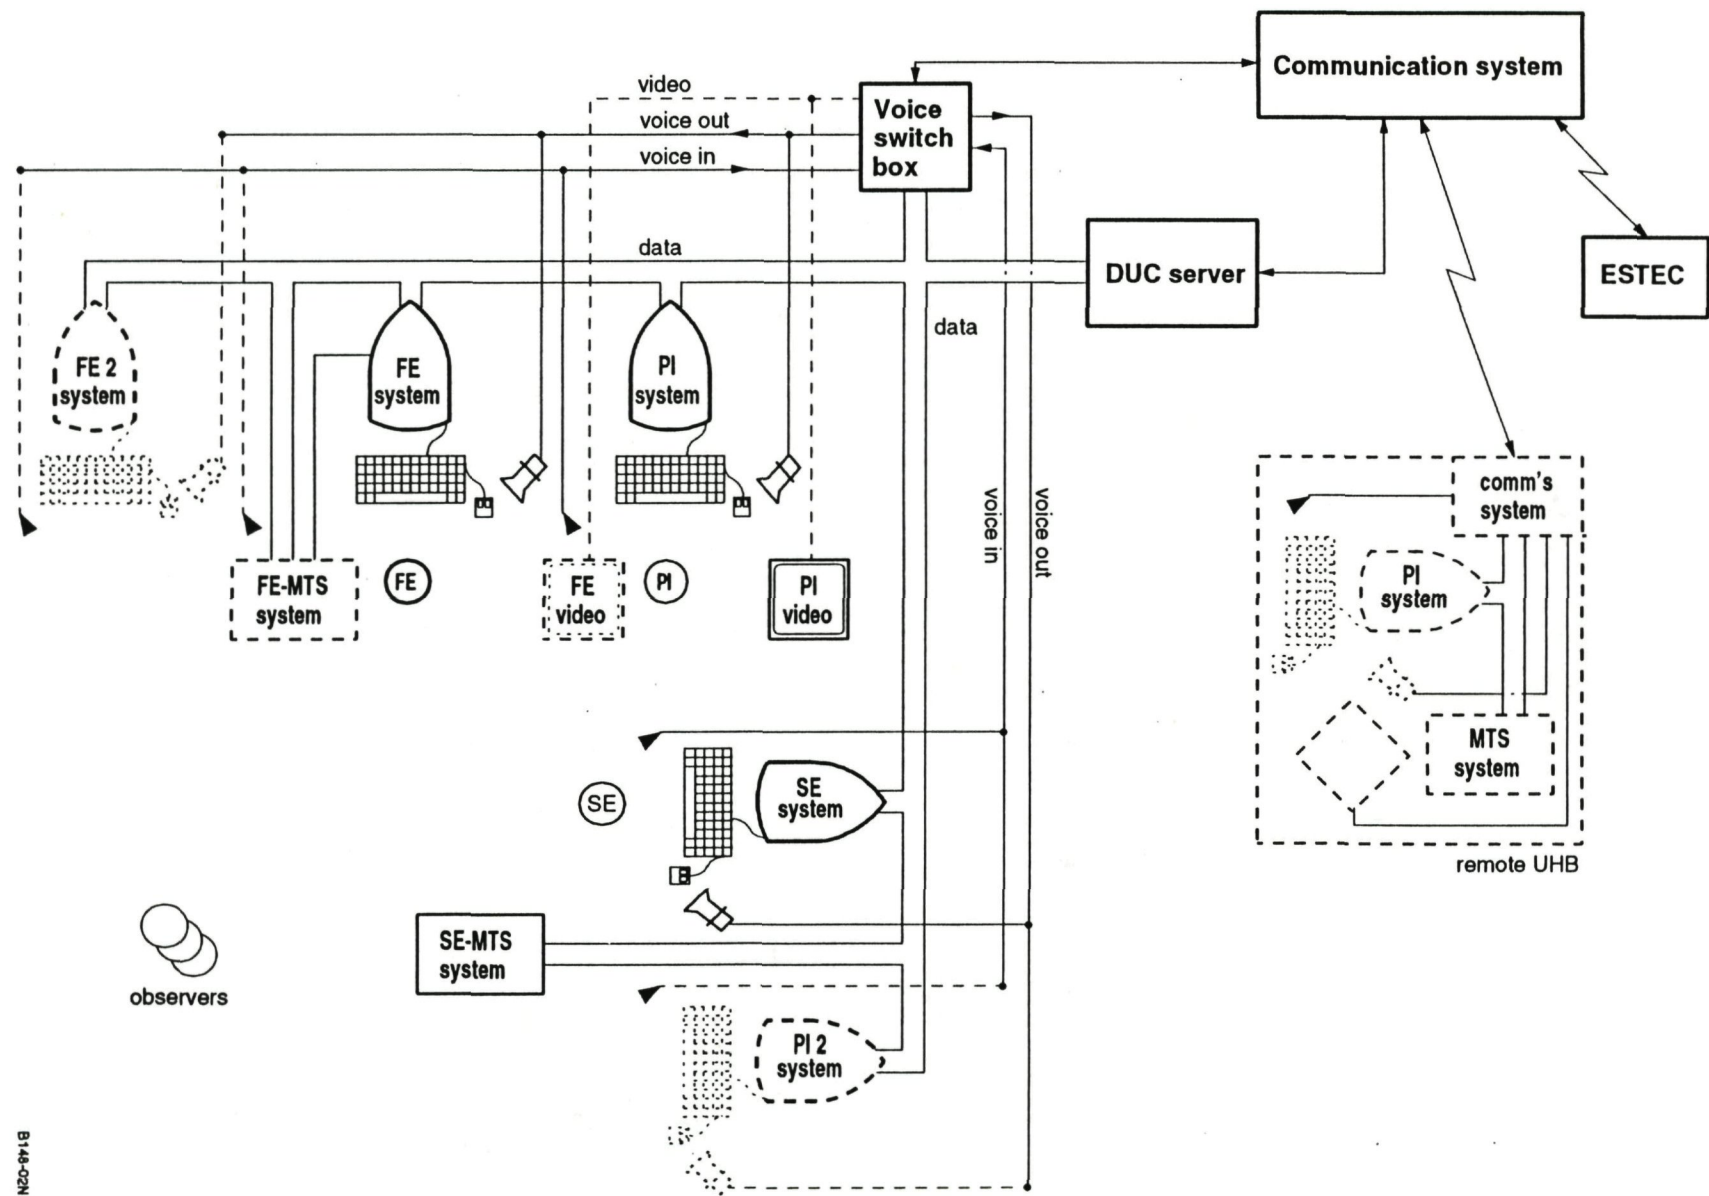 Communication system
video
Voice
switch
box
voice out
voice in
data
DUC server
ESTEC
data
FE 2
system
FE
system
PI
system
comm's
system
voice in
voice out
FE-MTS
system
FE
FE
video
PI
PI
video
PI
system
MTS
system
SE
SE
system
remote UHB
SE-MTS
system
observers
PI 2
system
B148-02N